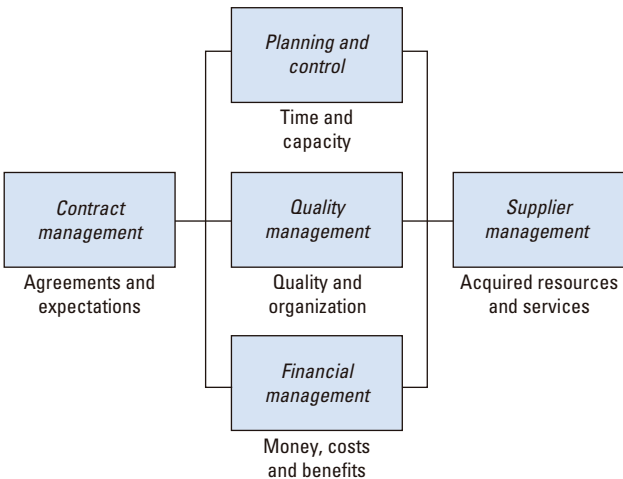 Planning and
control
Time and
capacity
Contract
management
Agreements and
expectations
Quality
management
Quality and
organization
Supplier
management
Acquired resources
and services
Financial
management
Money, costs
and benefits